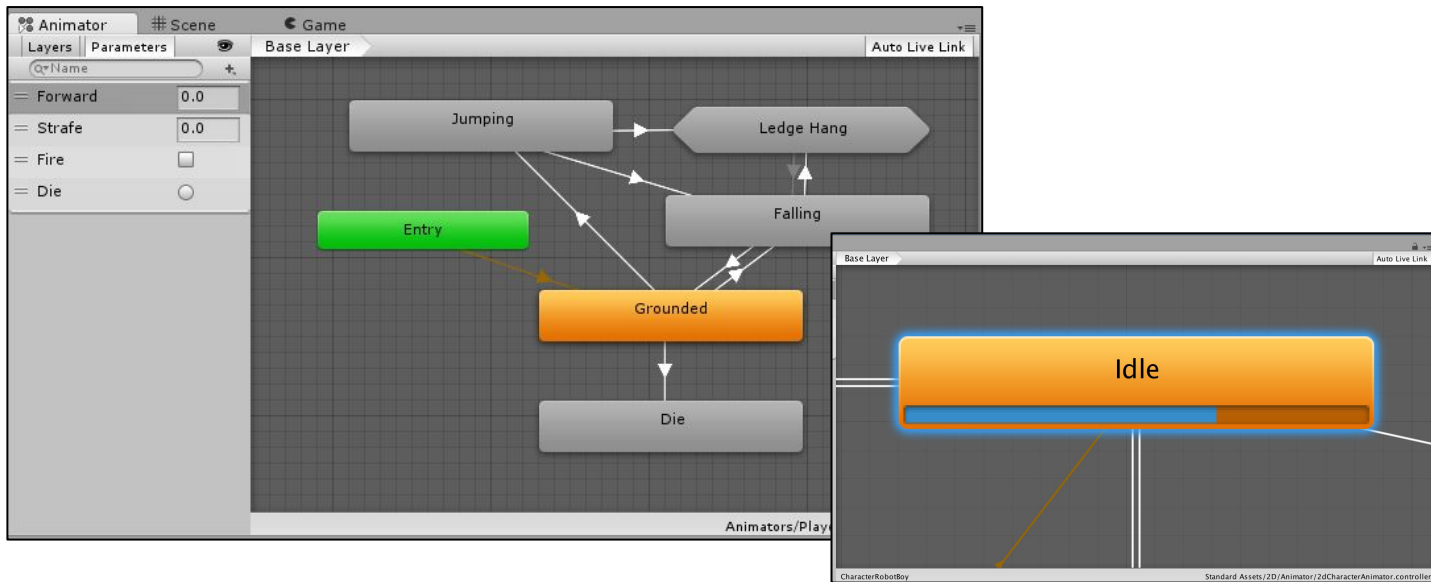 Animator
Scene
Game
Layers
Parameters
Base Layer
Auto Live Link
Name
Forward
0.0
Strafe
0.0
Fire
Die
Jumping
Ledge Hang
Falling
Entry
Grounded
Die
Animators/Play
Base Layer
Auto Live Link
Idle
CharacterRobotBoy
Standard Assets/2D/Animator/2dCharacterAnimator.controller